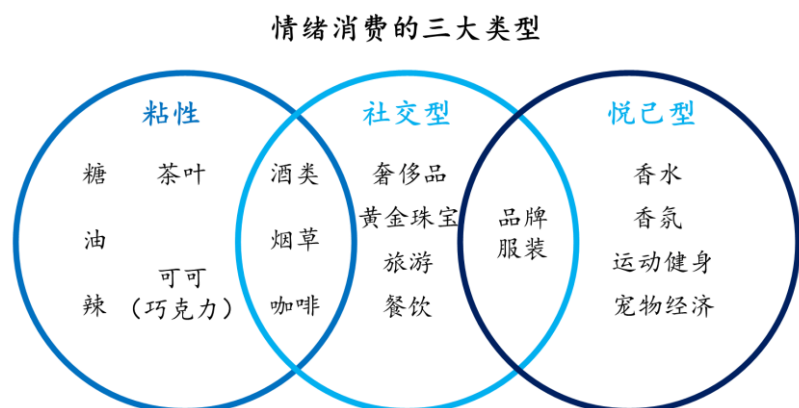 情绪消费的三大类型
粘性
糖
茶叶
油
可可
（巧克力）
辣
酒类
烟草
咖啡
社交型
奢侈品
黄金珠宝
旅游
餐饮
品牌
服装
悦己型
香水
香氛
运动健身
宠物经济